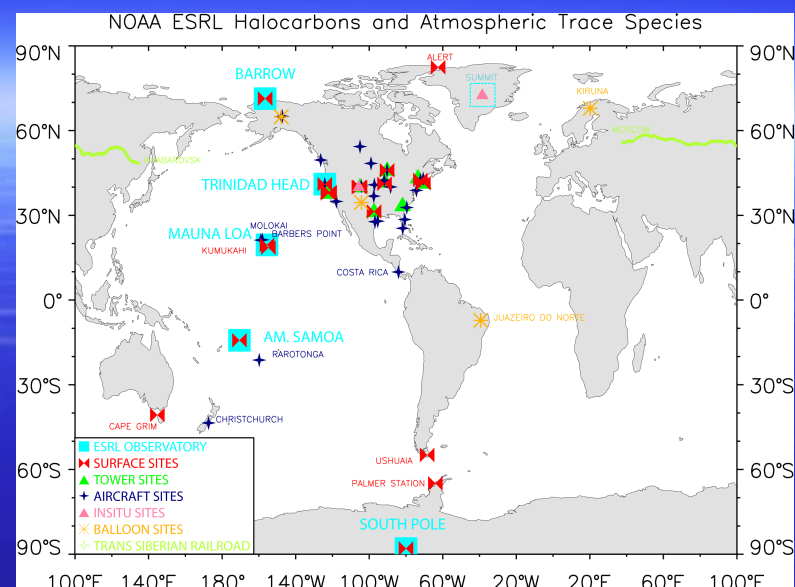 NOAA ESRL Halocarbons and Atmospheric Trace Species
90°N 90°N
ALERT
BARROW
SUMMIT
KIRUNA
60°N 60°N
MOSCOW
KHABAROVSK
TRINIDAD HEAD
30°N 30°N
MOLOKAI
MAUNA LOA BARBERS POINT
KUMUKAHI
COSTA RICA
0° 0°
JUAZEIRO DO NORTE
AM. SAMOA
RAROTONGA
30°S 30°S
CAPE GRIM
CHRISTCHURCH
USHUAIA
PALMER STATION
60°S 60°S
SOUTH POLE
ESRL OBSERVATORY
SURFACE SITES
TOWER SITES
AIRCRAFT SITES
INSITU SITES
BALLOON SITES
TRANS SIBERIAN RAILROAD
90°S 90°S
100°E 140°E 180°W 140°W 100°W 60°W 20°W 20°E 60°E 100°E